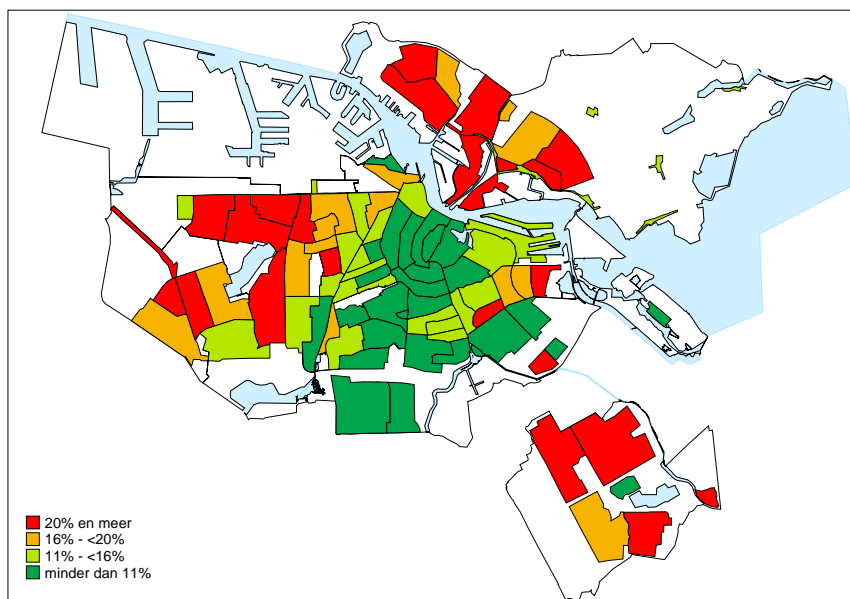 20% en meer
16% - <20%
11% - <16%
minder dan 11%